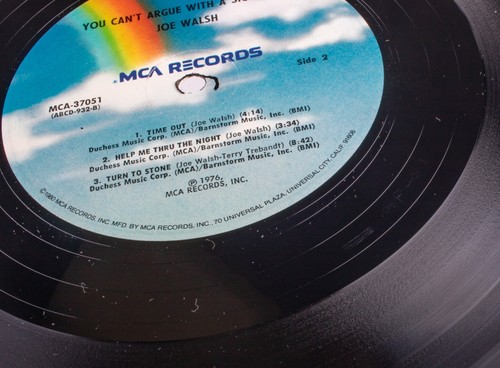 YOU CAN'T ARGUE WITH A
JOE WALSH
MCA RECORDS
Side 2
MCA-37051
(ABCD-932-B)
1. TIME OUT (Joe Walsh) (4:14)
Duchess Music Corp. (MCA)/Barnstorm Music, Inc. (BMI)
2. HELP ME THRU THE NIGHT (Joe Walsh) (3:34)
Duchess Music Corp. (MCA)/Barnstorm Music, Inc. (BMI)
3. TURN TO STONE (Joe Walsh-Terry Trebandt) (8:42)
Duchess Music Corp. (MCA)/Barnstorm Music, Inc. (BMI)
℗ 1976,
MCA RECORDS, INC.
©1980 MCA RECORDS, INC. MFD. BY MCA RECORDS, INC., 70 UNIVERSAL PLAZA, UNIVERSAL CITY, CALIF. 91608